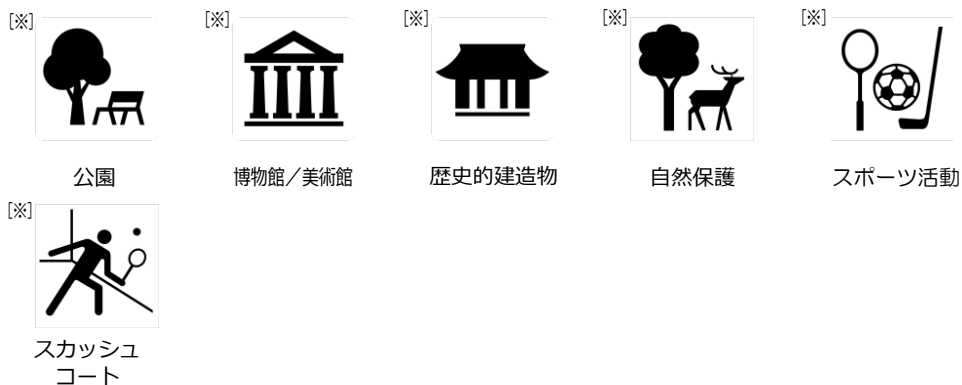 [※] [※] [※] [※] [※]
公園 博物館／美術館 歴史的建造物 自然保護 スポーツ活動
[※]
スカッシュ
コート